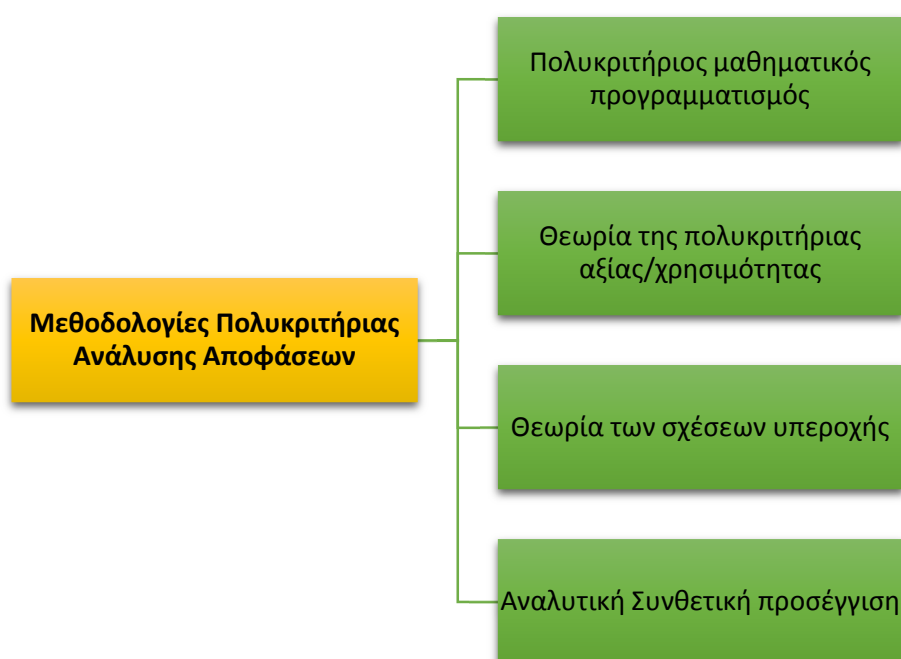 Πολυκριτήριος μαθηματικός
προγραμματισμός
Θεωρία της πολυκριτήριας
αξίας/χρησιμότητας
Μεθοδολογίες Πολυκριτήριας
Ανάλυσης Αποφάσεων
Θεωρία των σχέσεων υπεροχής
Αναλυτική Συνθετική προσέγγιση